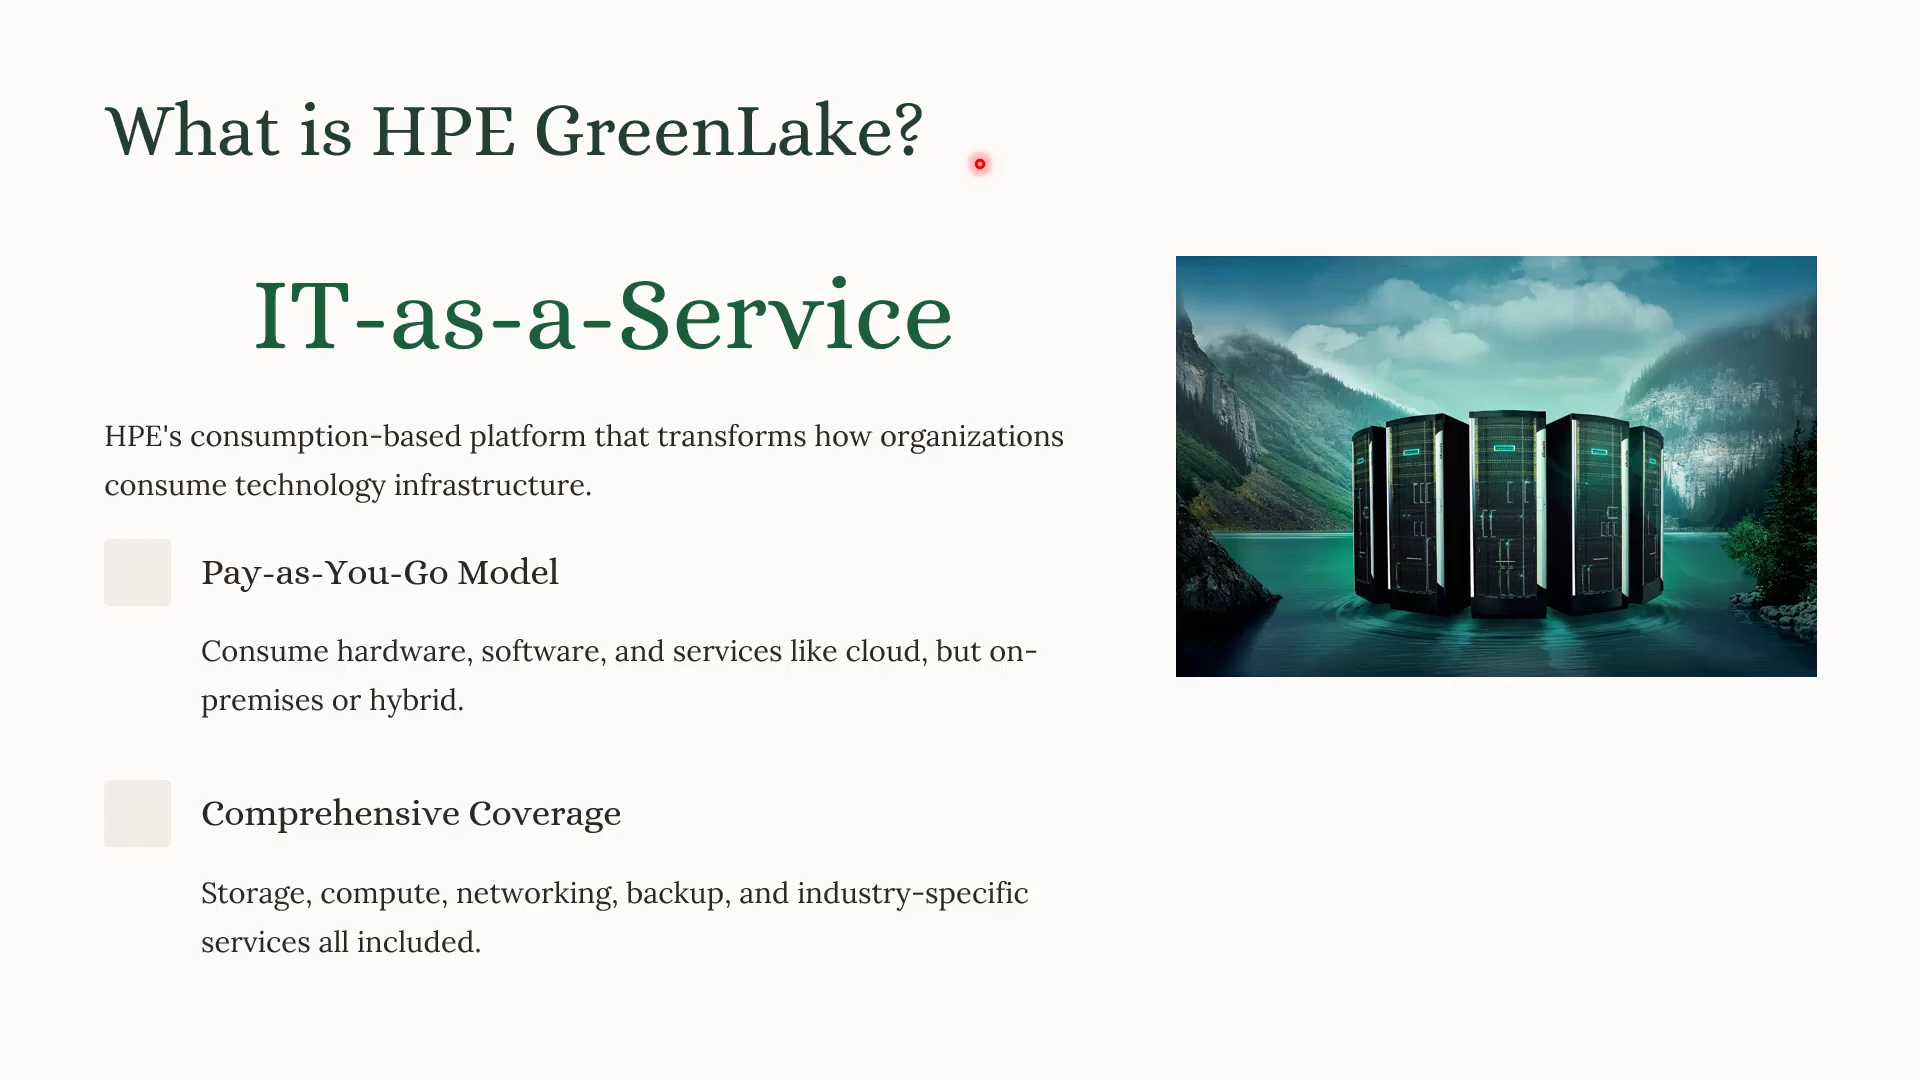 What is HPE GreenLake?
IT-as-a-Service
HPE's consumption-based platform that transforms how organizations
consume technology infrastructure.
Pay-as-You-Go Model
Consume hardware, software, and services like cloud, but on-
premises or hybrid.
Comprehensive Coverage
Storage, compute, networking, backup, and industry-specific
services all included.